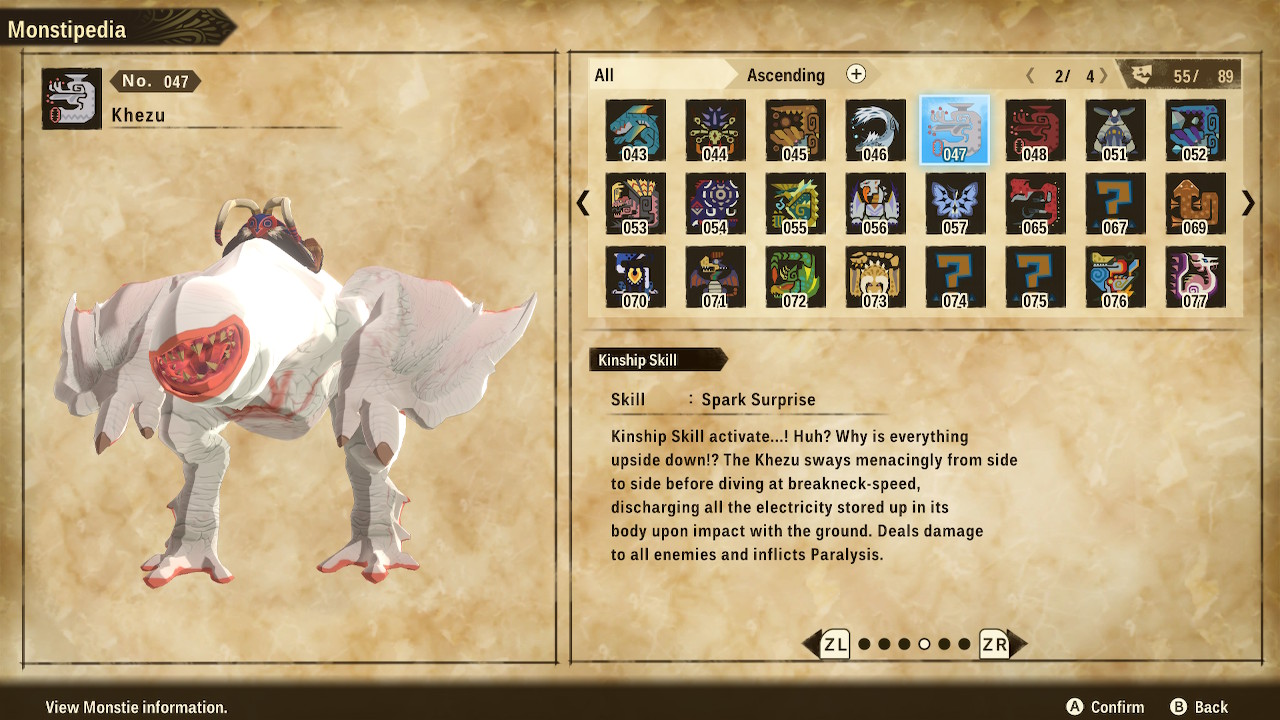 Monstipedia
No. 047
Khezu
All
Ascending
2/ 4
55/ 89
043 044 045 046 047 048 051 052
053 054 055 056 057 065 067 069
070 071 072 073 074 075 076 077
Kinship Skill
Skill : Spark Surprise
Kinship Skill activate...! Huh? Why is everything
upside down!? The Khezu sways menacingly from side
to side before diving at breakneck-speed,
discharging all the electricity stored up in its
body upon impact with the ground. Deals damage
to all enemies and inflicts Paralysis.
ZL ZR
View Monstie information.
A Confirm B Back